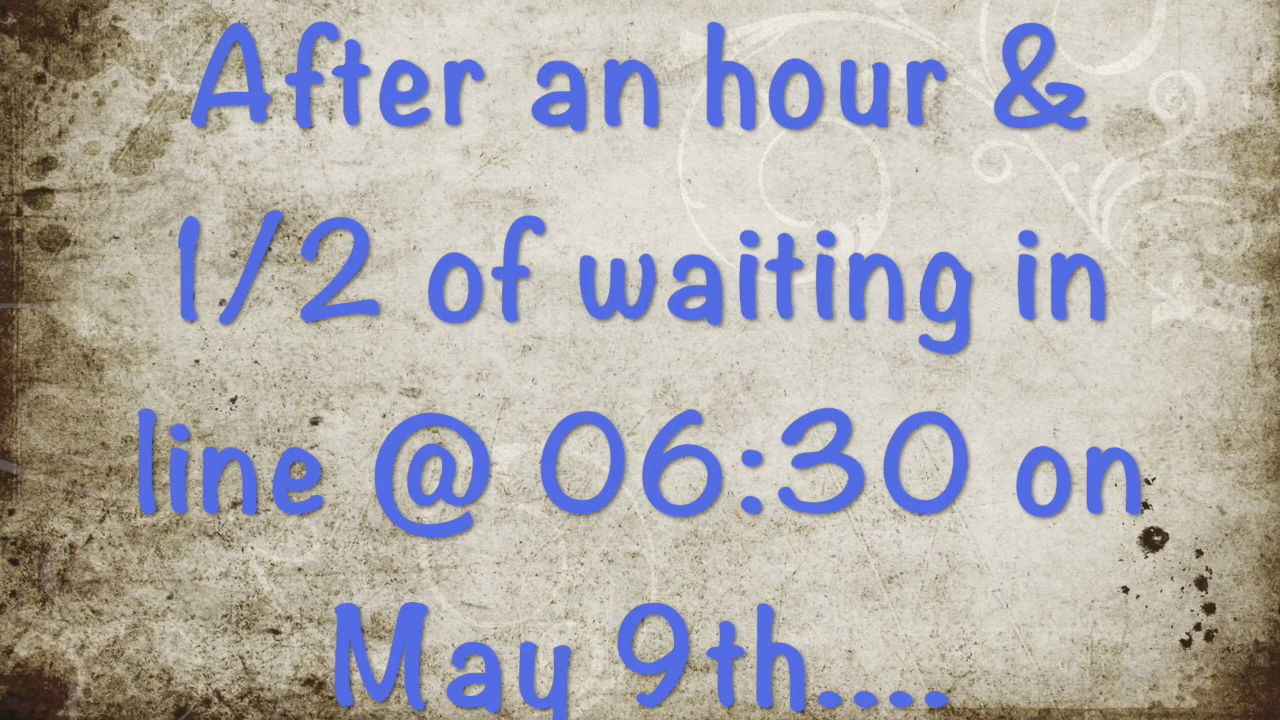 After an hour &
1/2 of waiting in
line @ 06:30 on
May 9th....